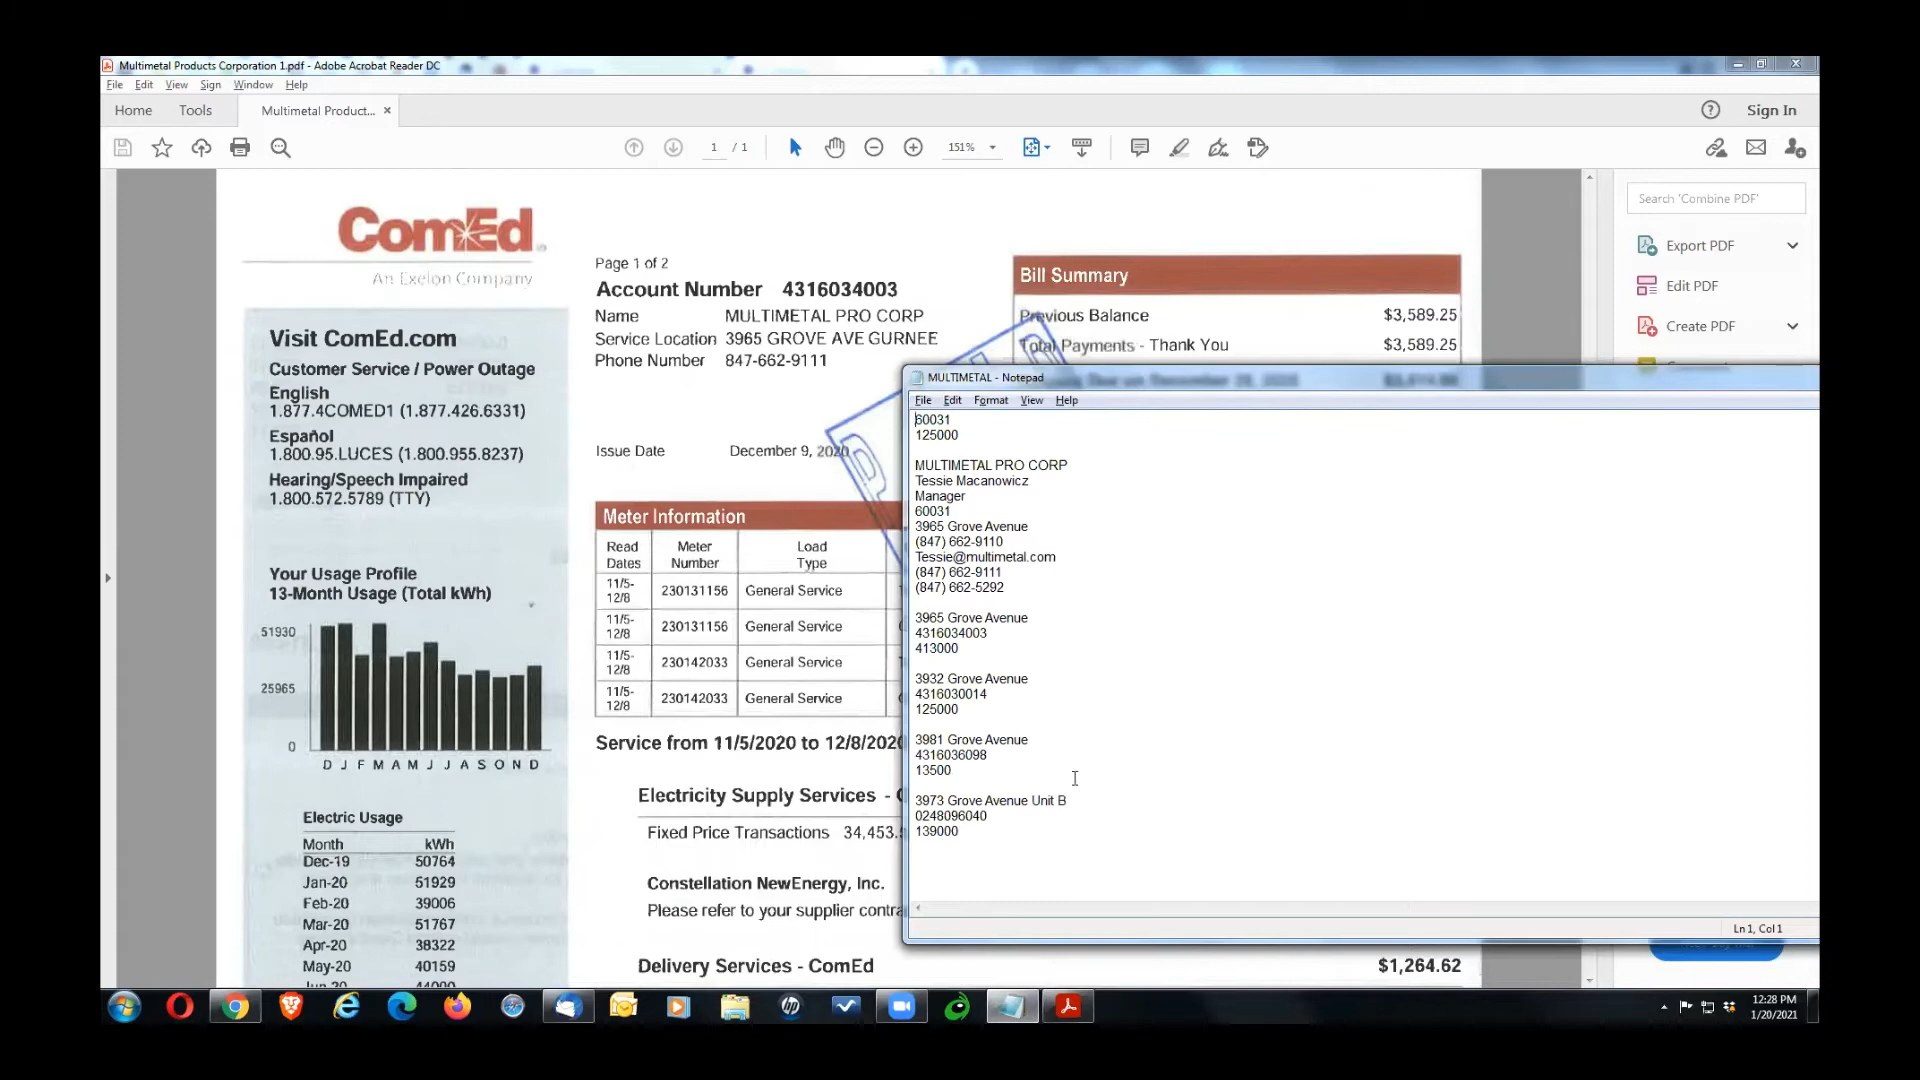 Multimetal Products Corporation 1.pdf - Adobe Acrobat Reader DC
File Edit View Sign Window Help
Home Tools Multimetal Product... × Sign In
1 / 1 151%
Search 'Combine PDF'
Export PDF
Edit PDF
Create PDF
ComEd
An Exelon Company
Visit ComEd.com
Customer Service / Power Outage
English
1.877.4COMED1 (1.877.426.6331)
Español
1.800.95.LUCES (1.800.955.8237)
Hearing/Speech Impaired
1.800.572.5789 (TTY)
Your Usage Profile
13-Month Usage (Total kWh)
51930
25965
0
D J F M A M J J A S O N D
Electric Usage
Month kWh
Dec-19 50764
Jan-20 51929
Feb-20 39006
Mar-20 51767
Apr-20 38322
May-20 40159
Page 1 of 2
Account Number 4316034003
Name MULTIMETAL PRO CORP
Service Location 3965 GROVE AVE GURNEE
Phone Number 847-662-9111
Issue Date December 9, 2020
Bill Summary
Previous Balance $3,589.25
Total Payments - Thank You $3,589.25
Meter Information
Read Dates Meter Number Load Type
11/5-12/8 230131156 General Service
11/5-12/8 230131156 General Service
11/5-12/8 230142033 General Service
11/5-12/8 230142033 General Service
Service from 11/5/2020 to 12/8/2020
Electricity Supply Services -
Fixed Price Transactions 34,453.
Constellation NewEnergy, Inc.
Please refer to your supplier contra
Delivery Services - ComEd $1,264.62
MULTIMETAL - Notepad
File Edit Format View Help
60031
125000
MULTIMETAL PRO CORP
Tessie Macanowicz
Manager
60031
3965 Grove Avenue
(847) 662-9110
Tessie@multimetal.com
(847) 662-9111
(847) 662-5292
3965 Grove Avenue
4316034003
413000
3932 Grove Avenue
4316030014
125000
3981 Grove Avenue
4316036098
13500
3973 Grove Avenue Unit B
0248096040
139000
Ln 1, Col 1
12:28 PM
1/20/2021